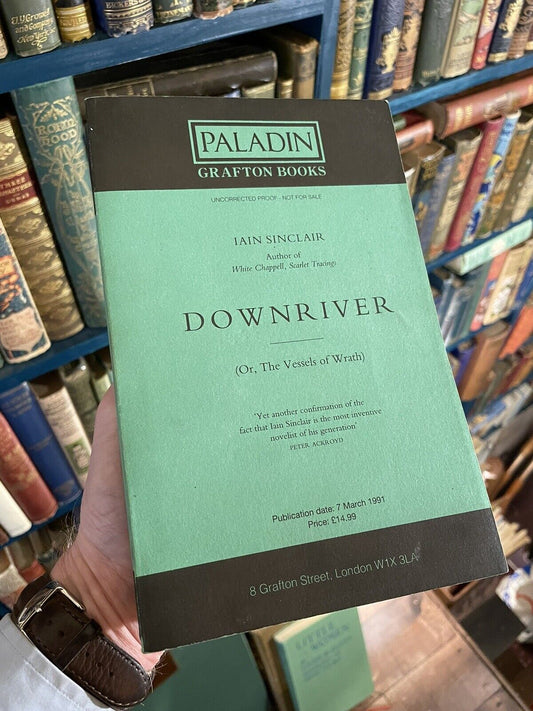 PALADIN
GRAFTON BOOKS
UNCORRECTED PROOF - NOT FOR SALE
IAIN SINCLAIR
Author of
White Chappell, Scarlet Tracings
DOWNRIVER
(Or, The Vessels of Wrath)
'Yet another confirmation of the
fact that Iain Sinclair is the most inventive
novelist of his generation'
PETER ACKROYD
Publication date: 7 March 1991
Price: £14.99
8 Grafton Street, London W1X 3LA
ROBIN
HOOD